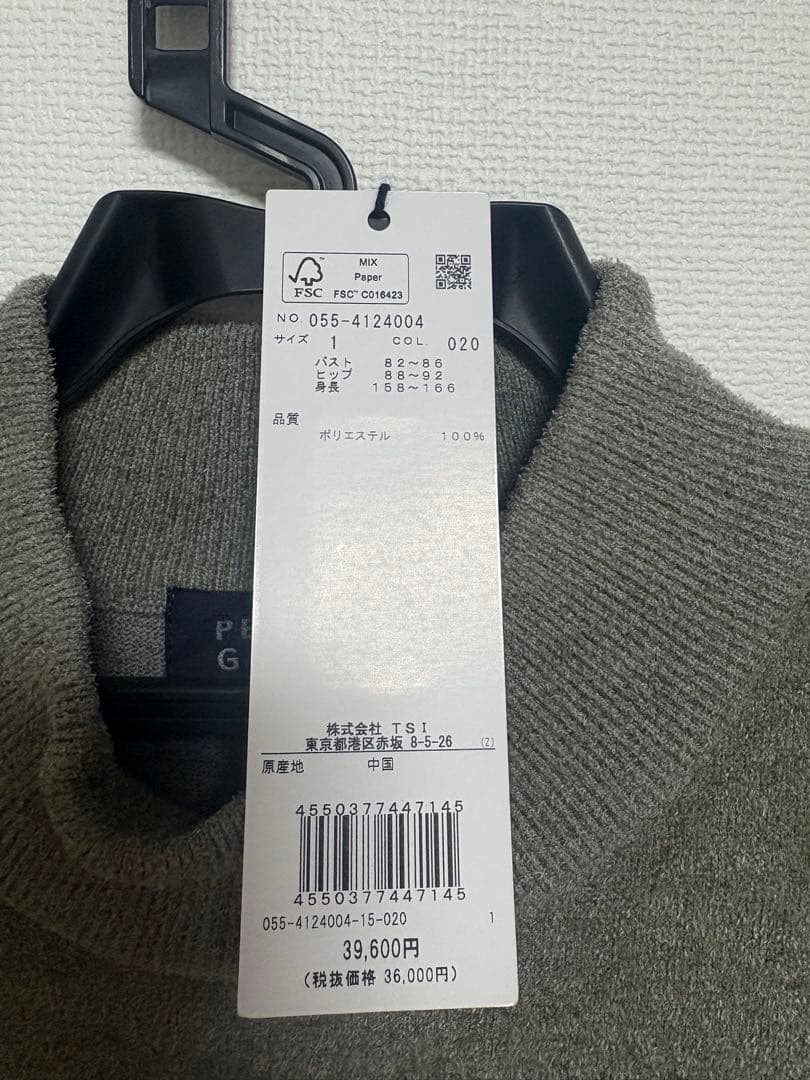 MIX
Paper
FSC
FSC™ C016423
NO. 055-4124004
サイズ 1 COL. 020
バスト 82〜86
ヒップ 88〜92
身長 158〜166
品質
ポリエステル 100%
株式会社 TSI
東京都港区赤坂 8-5-26 (Z)
原産地 中国
4550377447145
4550377447145
055-4124004-15-020 1
39,600円
(税抜価格 36,000円)